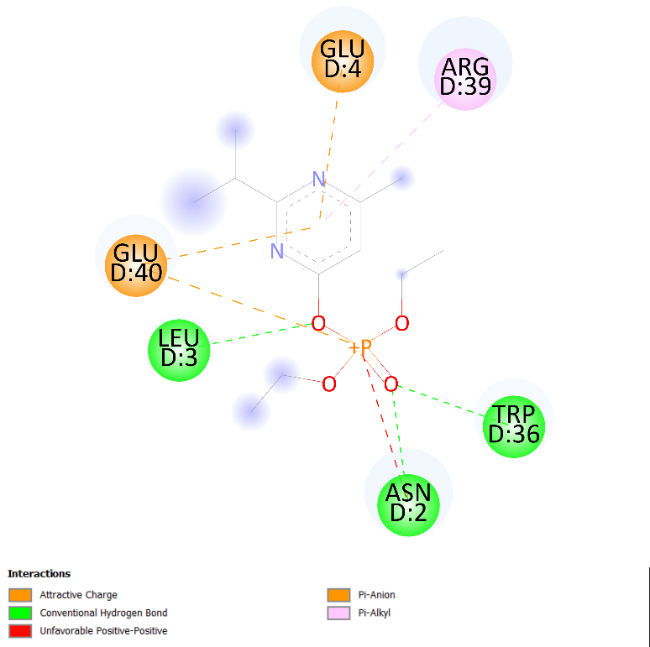 GLU
D:4
ARG
D:39
N
N
GLU
D:40
O
O
LEU
D:3
+P
O
O
TRP
D:36
ASN
D:2
Interactions
Attractive Charge
Conventional Hydrogen Bond
Unfavorable Positive-Positive
Pi-Anion
Pi-Alkyl